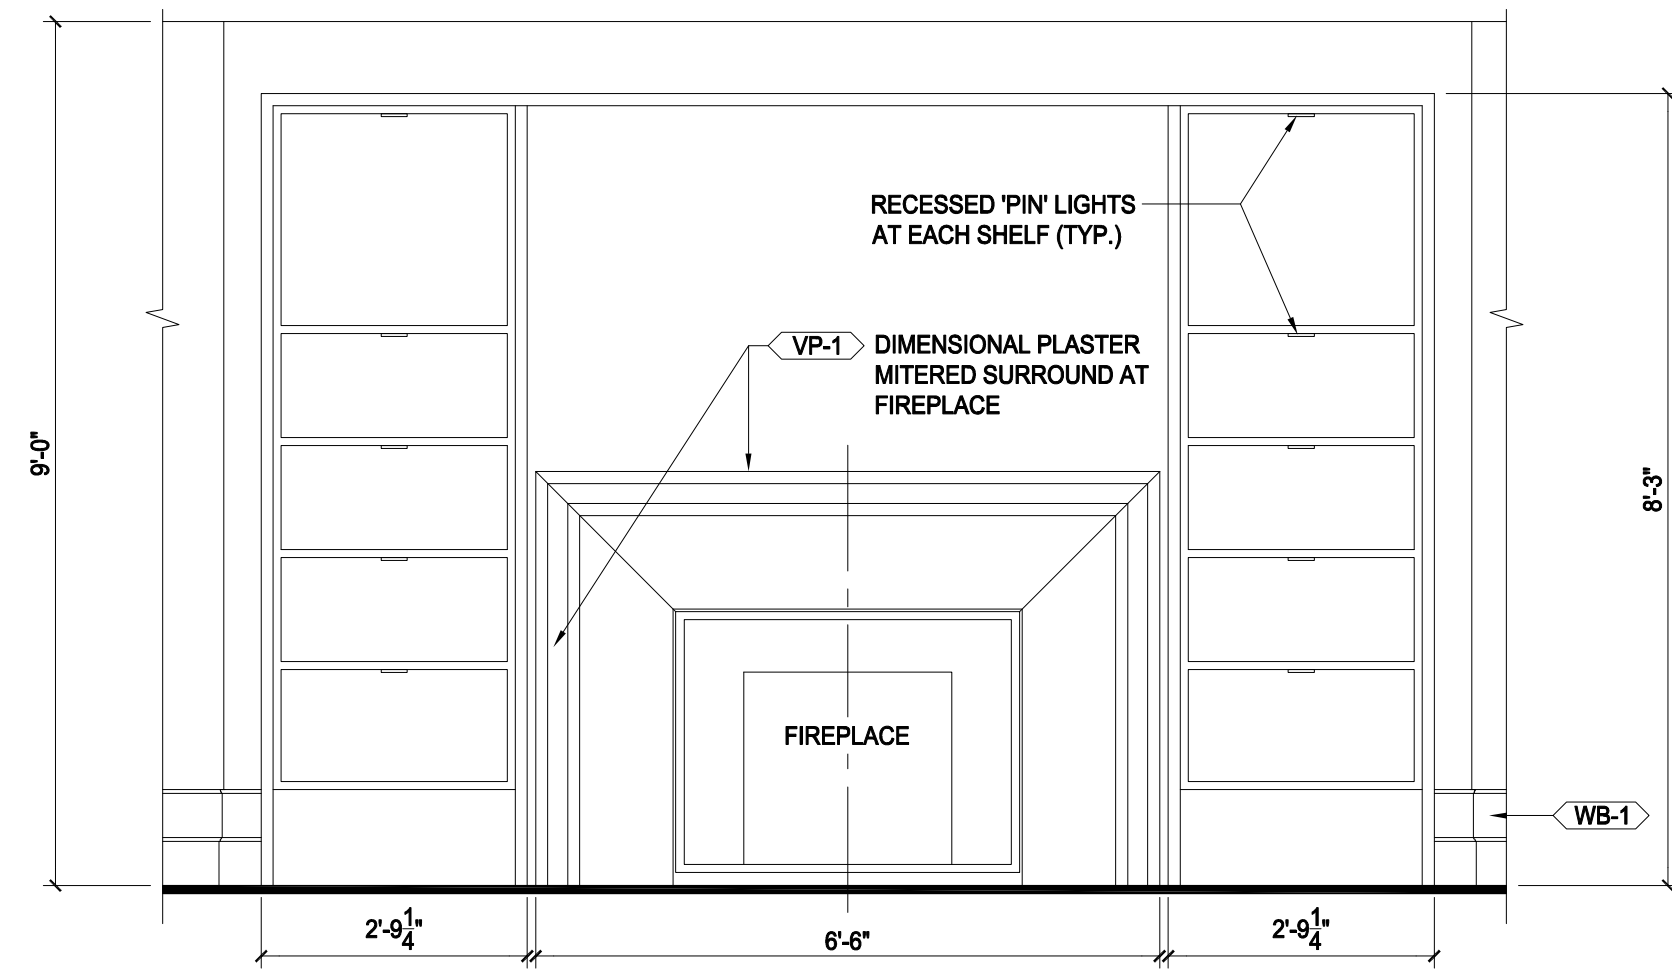 RECESSED 'PIN' LIGHTS
AT EACH SHELF (TYP.)
VP-1
DIMENSIONAL PLASTER
MITERED SURROUND AT
FIREPLACE
9'-0"
8'-3"
FIREPLACE
WB-1
2'-9 1/4"
6'-6"
2'-9 1/4"